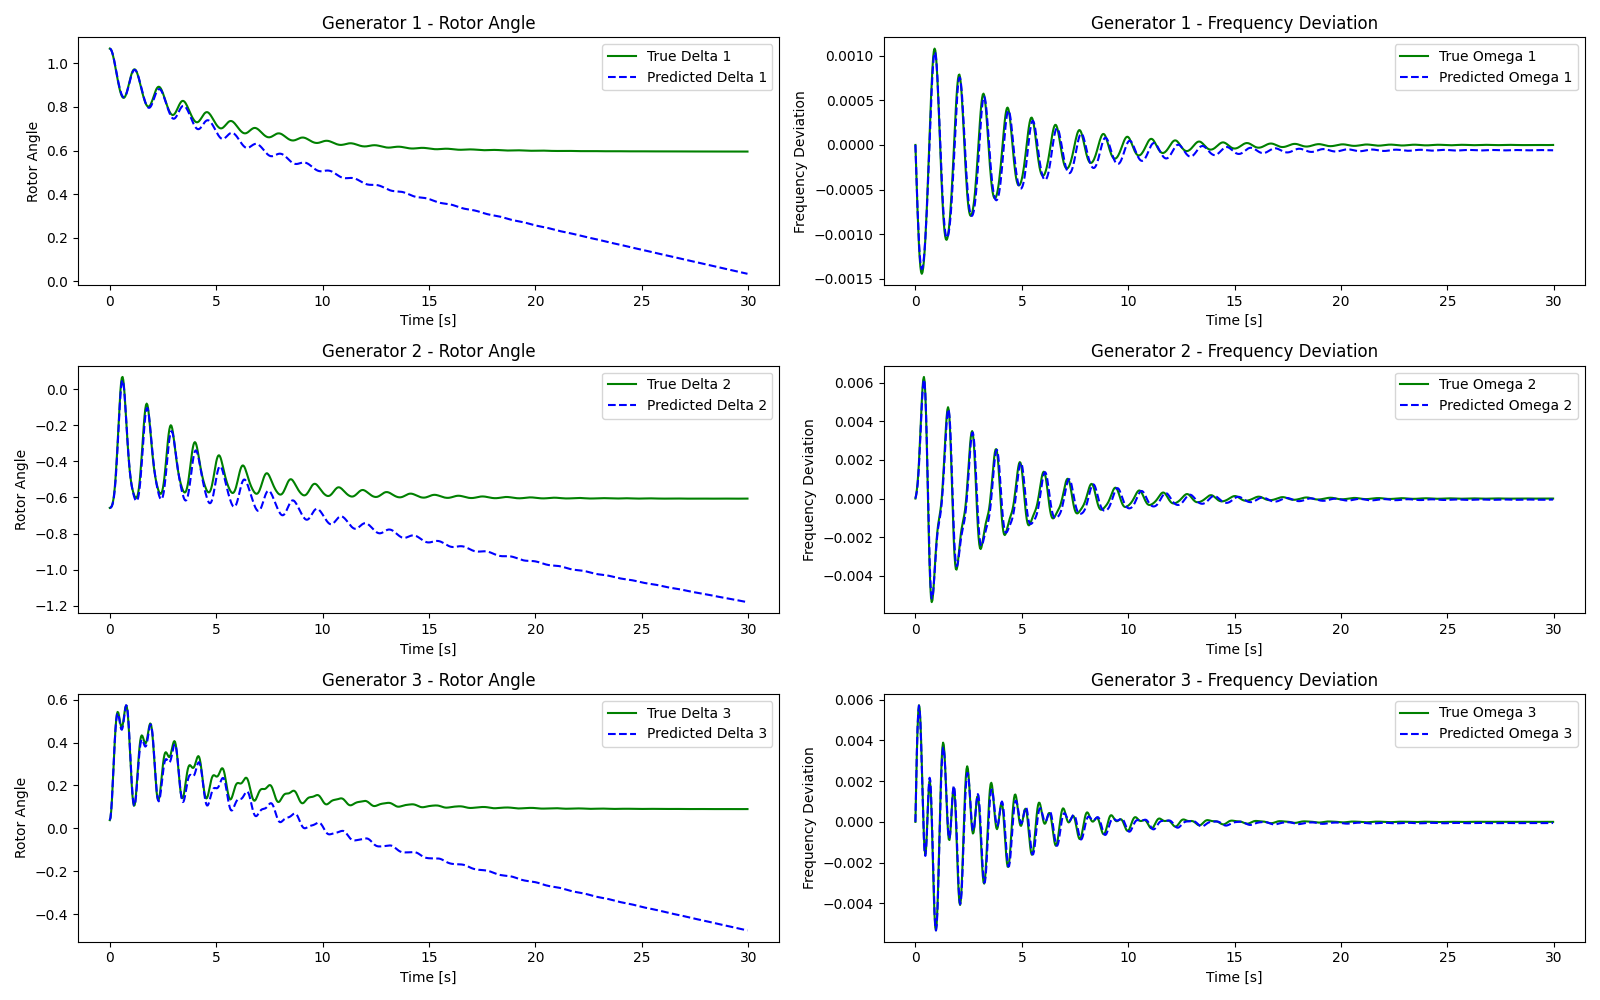 Generator 1 - Rotor Angle
Rotor Angle
1.0
0.8
0.6
0.4
0.2
0.0
True Delta 1
Predicted Delta 1
0 5 10 15 20 25 30
Time [s]
Generator 1 - Frequency Deviation
Frequency Deviation
0.0010
0.0005
0.0000
−0.0005
−0.0010
−0.0015
True Omega 1
Predicted Omega 1
0 5 10 15 20 25 30
Time [s]
Generator 2 - Rotor Angle
Rotor Angle
0.0
−0.2
−0.4
−0.6
−0.8
−1.0
−1.2
True Delta 2
Predicted Delta 2
0 5 10 15 20 25 30
Time [s]
Generator 2 - Frequency Deviation
Frequency Deviation
0.006
0.004
0.002
0.000
−0.002
−0.004
True Omega 2
Predicted Omega 2
0 5 10 15 20 25 30
Time [s]
Generator 3 - Rotor Angle
Rotor Angle
0.6
0.4
0.2
0.0
−0.2
−0.4
True Delta 3
Predicted Delta 3
0 5 10 15 20 25 30
Time [s]
Generator 3 - Frequency Deviation
Frequency Deviation
0.006
0.004
0.002
0.000
−0.002
−0.004
True Omega 3
Predicted Omega 3
0 5 10 15 20 25 30
Time [s]